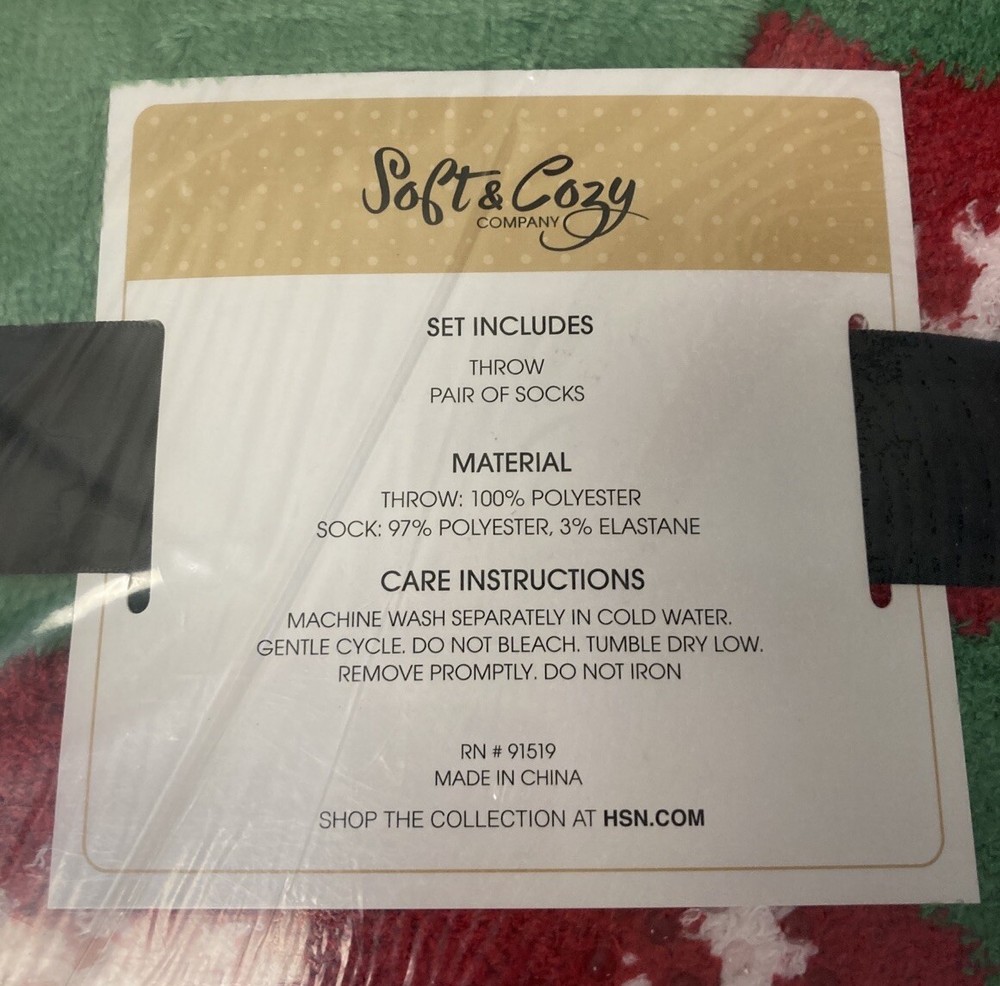 Soft & Cozy
COMPANY
SET INCLUDES
THROW
PAIR OF SOCKS
MATERIAL
THROW: 100% POLYESTER
SOCK: 97% POLYESTER, 3% ELASTANE
CARE INSTRUCTIONS
MACHINE WASH SEPARATELY IN COLD WATER.
GENTLE CYCLE. DO NOT BLEACH. TUMBLE DRY LOW.
REMOVE PROMPTLY. DO NOT IRON
RN # 91519
MADE IN CHINA
SHOP THE COLLECTION AT HSN.COM